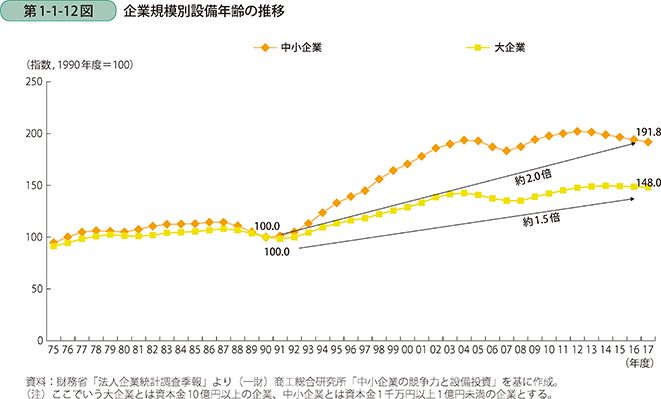 第1-1-12図 企業規模別設備年齢の推移
中小企業 大企業
(指数,1990年度=100)
250
200
150
100
50
0
191.8
148.0
100.0
100.0
約2.0倍
約1.5倍
75 76 77 78 79 80 81 82 83 84 85 86 87 88 89 90 91 92 93 94 95 96 97 98 99 00 01 02 03 04 05 06 07 08 09 10 11 12 13 14 15 16 17
(年度)
資料:財務省「法人企業統計調査季報」より(一財)商工総合研究所「中小企業の競争力と設備投資」を基に作成。
(注)ここでいう大企業とは資本金10億円以上の企業、中小企業とは資本金1千万円以上1億円未満の企業とする。